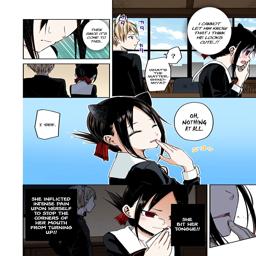 I CANNOT
LET HIM
KNOW THAT
I THINK HE
LOOKS
CUTE..!!
THEY
SINCE IT'S
COME TO
THIS...
?
WHAT'S
THE
MATTER,
SHINO-
MIYA?
OH,
NOTHING
AT ALL.
I SEE.
SHE INFLICTED
INTENSE PAIN
UPON HERSELF
TO STOP THE
CORNERS OF
HER MOUTH
FROM TURNING
UP!!
SHE
BIT HER
TONGUE!!